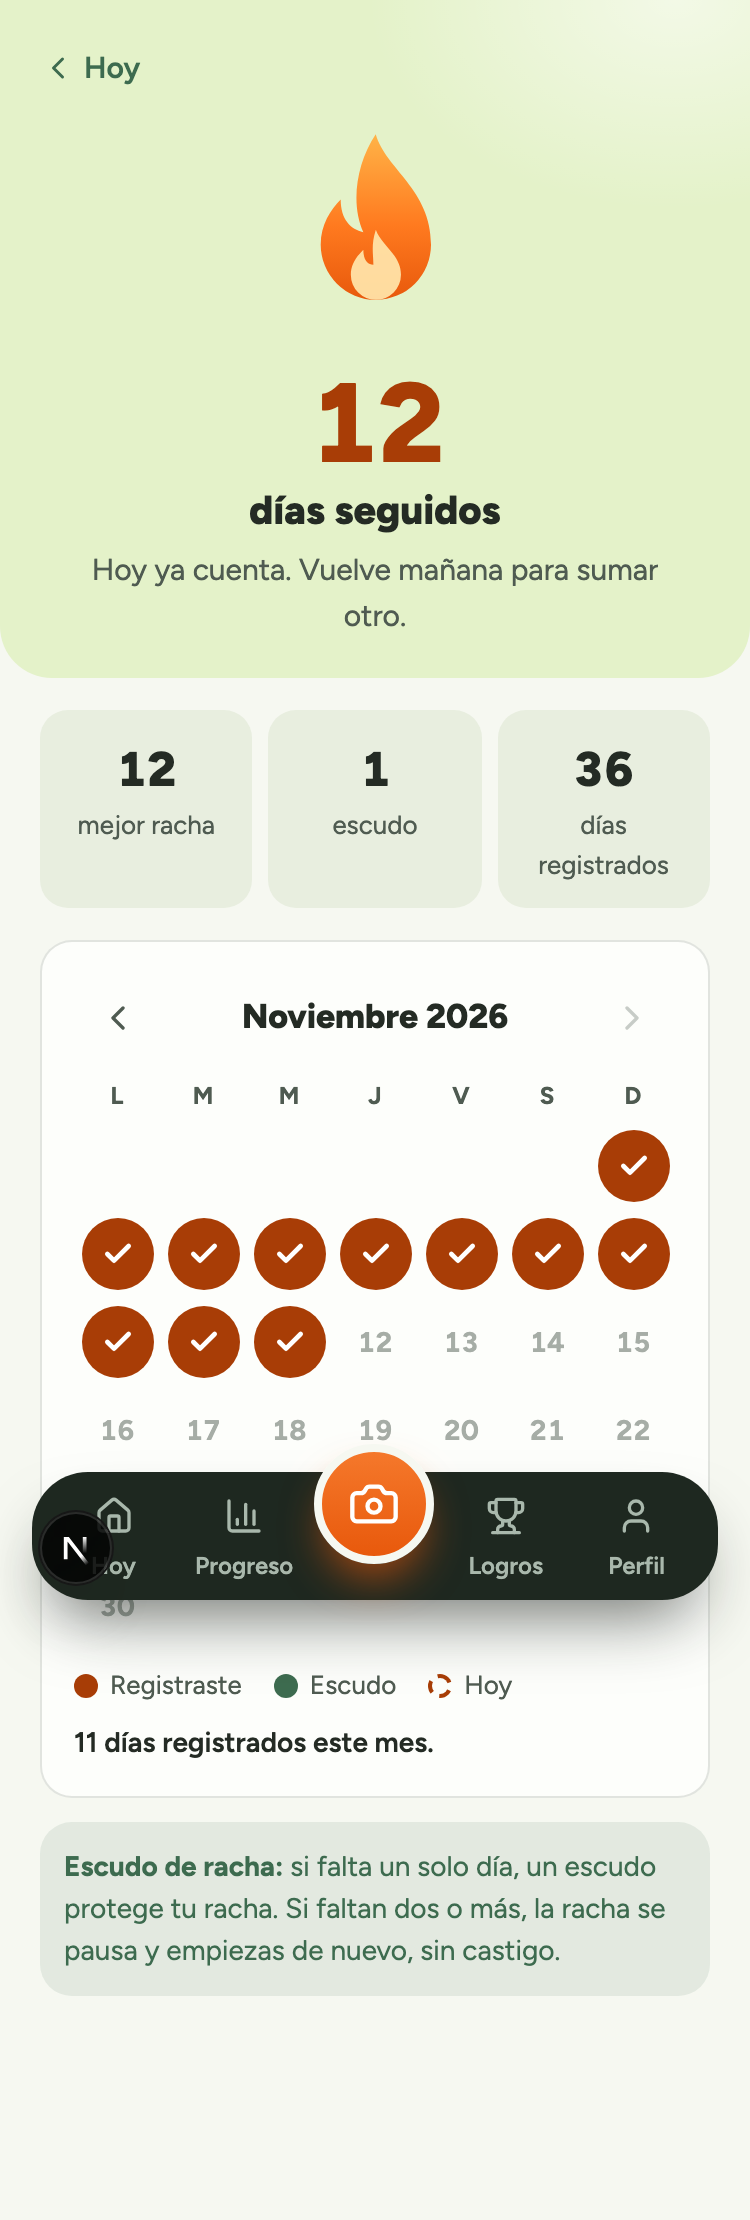 Hoy
12
días seguidos
Hoy ya cuenta. Vuelve mañana para sumar
otro.
12
mejor racha
1
escudo
36
días
registrados
Noviembre 2026
L M M J V S D
12 13 14 15
16 17 18 19 20 21 22
N
Hoy Progreso Logros Perfil
30
Registraste Escudo Hoy
11 días registrados este mes.
Escudo de racha: si falta un solo día, un escudo
protege tu racha. Si faltan dos o más, la racha se
pausa y empiezas de nuevo, sin castigo.